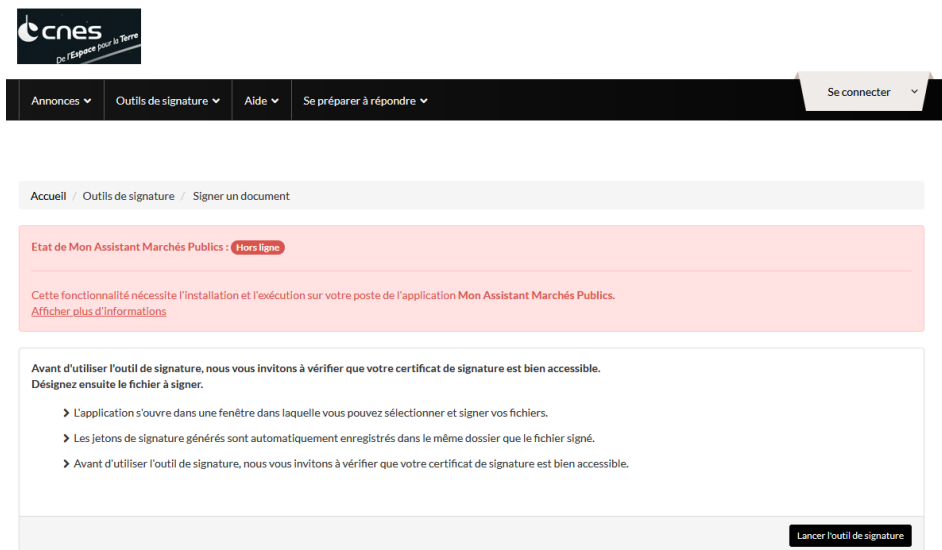 cnes
De l'Espace pour la Terre
Annonces Outils de signature Aide Se préparer à répondre Se connecter
Accueil / Outils de signature / Signer un document
Etat de Mon Assistant Marchés Publics : Hors ligne
Cette fonctionnalité nécessite l'installation et l'exécution sur votre poste de l'application Mon Assistant Marchés Publics.
Afficher plus d'informations
Avant d'utiliser l'outil de signature, nous vous invitons à vérifier que votre certificat de signature est bien accessible.
Désignez ensuite le fichier à signer.
L'application s'ouvre dans une fenêtre dans laquelle vous pouvez sélectionner et signer vos fichiers.
Les jetons de signature générés sont automatiquement enregistrés dans le même dossier que le fichier signé.
Avant d'utiliser l'outil de signature, nous vous invitons à vérifier que votre certificat de signature est bien accessible.
Lancer l'outil de signature